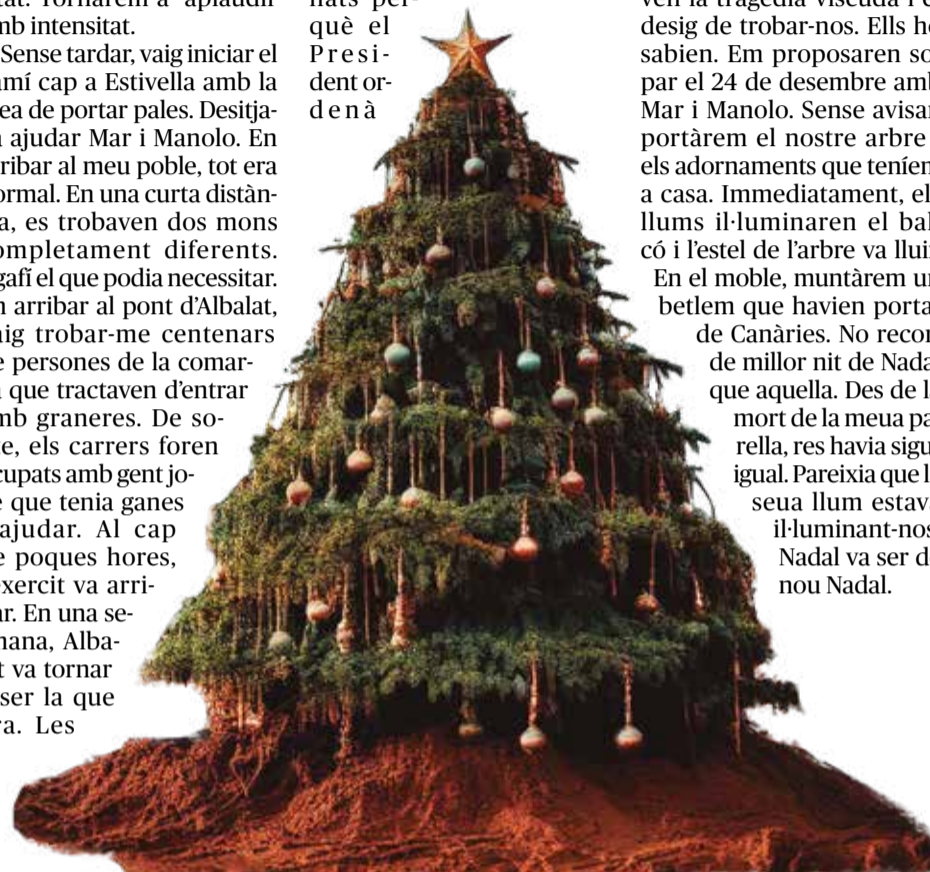 mb intensitat.
Sense tardar, vaig iniciar el
amí cap a Estivella amb la
ea de portar pales. Desitja-
a ajudar Mar i Manolo. En
ribar al meu poble, tot era
ormal. En una curta distàn-
a, es trobaven dos mons
ompletament diferents.
gafí el que podia necessitar.
n arribar al pont d'Albalat,
aig trobar-me centenars
e persones de la comar-
a que tractaven d'entrar
mb graneres. De so-
te, els carrers foren
cupats amb gent jo-
e que tenia ganes
ajudar. Al cap
e poques hores,
exercit va arri-
ar. En una se-
mana, Alba-
t va tornar
ser la que
ra. Les
què el
Presi-
dent or-
denà
desig de trobar-nos. Ells ho
sabien. Em proposaren so
par el 24 de desembre amb
Mar i Manolo. Sense avisar
portàrem el nostre arbre
els adornaments que teníem
a casa. Immediatament, el
llums il·luminaren el bal
có i l'estel de l'arbre va lluir
En el moble, muntàrem un
betlem que havien porta
de Canàries. No recor
de millor nit de Nada
que aquella. Des de la
mort de la meua pa
rella, res havia sigu
igual. Pareixia que l
seua llum estava
il·luminant-nos
Nadal va ser de
nou Nadal.